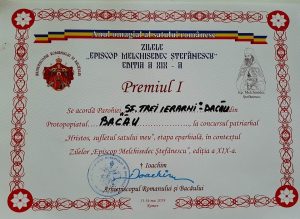 Anul omagial al satului românesc
ZILELE
"EPISCOP MELCHISEDEC ȘTEFĂNESCU"
EDIȚIA A XIX - A
Ep. Melchisedec
Ștefănescu
Premiul I
Se acordă Parohiei "SF. TREI IERARHI" BACĂU din
Protopopiatul BACĂU, la concursul patriarhal
"Hristos, sufletul satului meu", etapa eparhială, în contextul
Zilelor „Episcop Melchisedec Ștefănescu", ediția a XIX-a.
† Ioachim
Arhiepiscopul Romanului și Bacăului
Roman